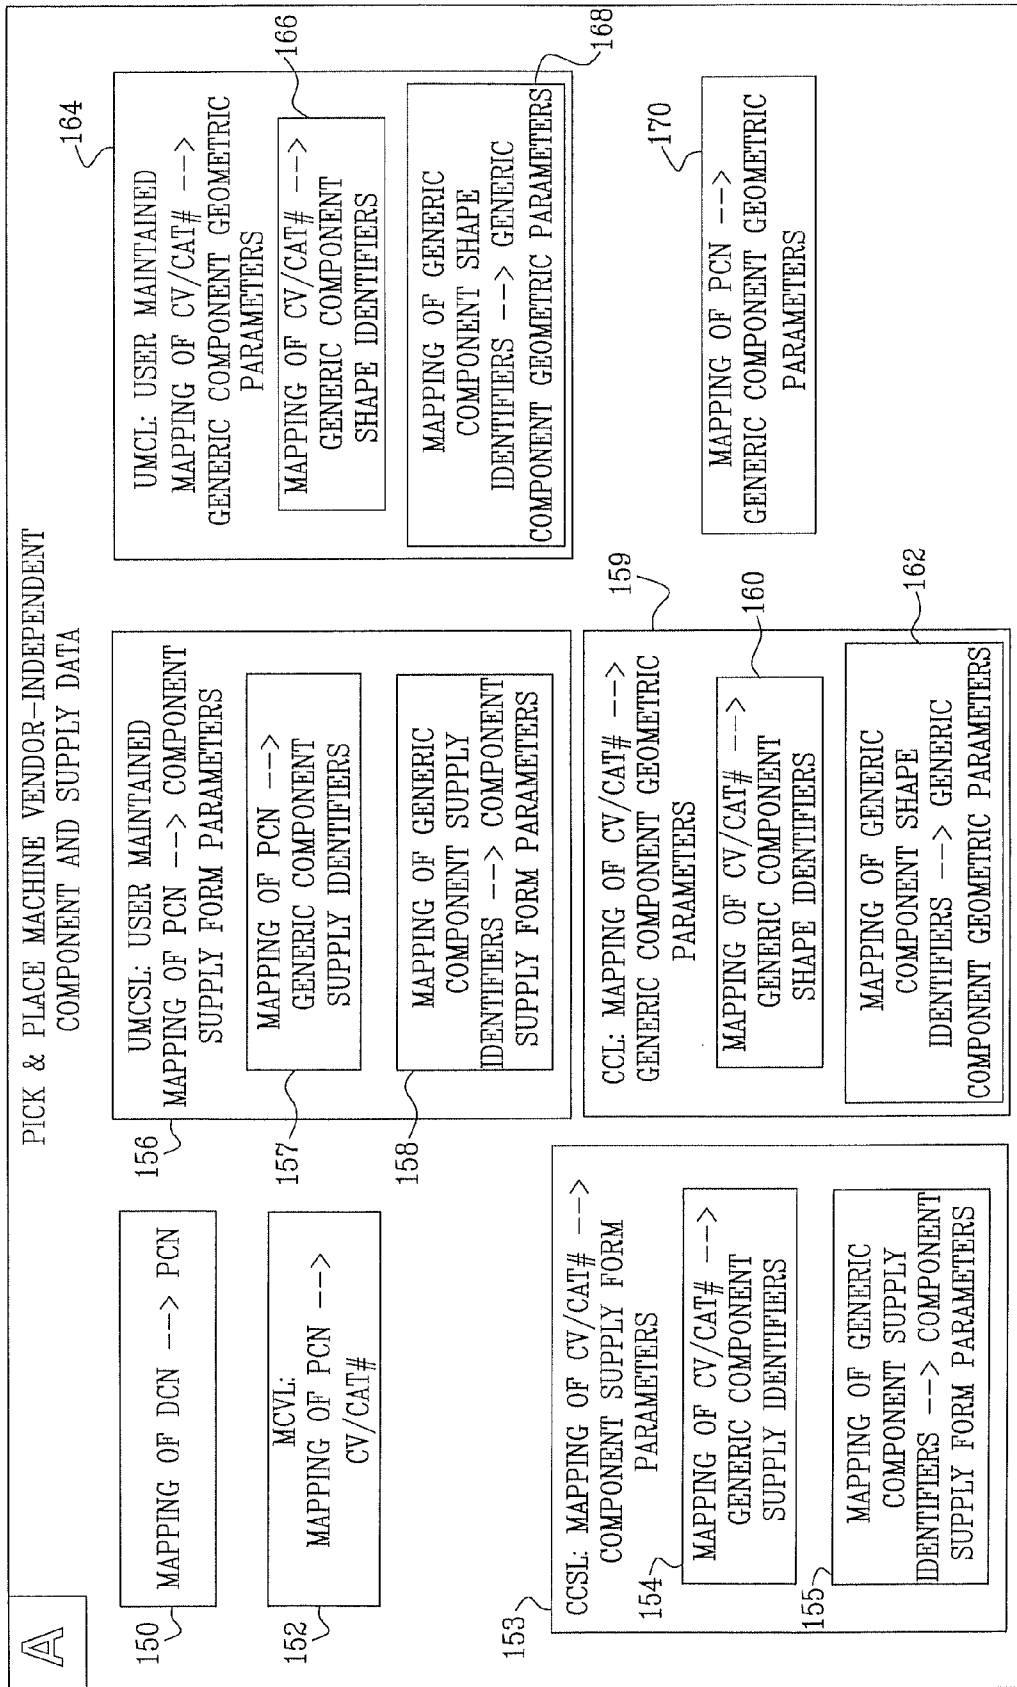 A
PICK & PLACE MACHINE VENDOR-INDEPENDENT
COMPONENT AND SUPPLY DATA
150
MAPPING OF DCN --> PCN
152
MCVL:
MAPPING OF PCN -->
CV/CAT#
153
CCSL: MAPPING OF CV/CAT# -->
COMPONENT SUPPLY FORM
PARAMETERS
154
MAPPING OF CV/CAT# -->
GENERIC COMPONENT
SUPPLY IDENTIFIERS
155
MAPPING OF GENERIC
COMPONENT SUPPLY
IDENTIFIERS --> COMPONENT
SUPPLY FORM PARAMETERS
156
UMCSL: USER MAINTAINED
MAPPING OF PCN --> COMPONENT
SUPPLY FORM PARAMETERS
157
MAPPING OF PCN -->
GENERIC COMPONENT
SUPPLY IDENTIFIERS
158
MAPPING OF GENERIC
COMPONENT SUPPLY
IDENTIFIERS --> COMPONENT
SUPPLY FORM PARAMETERS
159
CCL: MAPPING OF CV/CAT# -->
GENERIC COMPONENT GEOMETRIC
PARAMETERS
160
MAPPING OF CV/CAT# -->
GENERIC COMPONENT
SHAPE IDENTIFIERS
162
MAPPING OF GENERIC
COMPONENT SHAPE
IDENTIFIERS --> GENERIC
COMPONENT GEOMETRIC PARAMETERS
164
UMCL: USER MAINTAINED
MAPPING OF CV/CAT# -->
GENERIC COMPONENT GEOMETRIC
PARAMETERS
166
MAPPING OF CV/CAT# -->
GENERIC COMPONENT
SHAPE IDENTIFIERS
168
MAPPING OF GENERIC
COMPONENT SHAPE
IDENTIFIERS --> GENERIC
COMPONENT GEOMETRIC PARAMETERS
170
MAPPING OF PCN -->
GENERIC COMPONENT GEOMETRIC
PARAMETERS